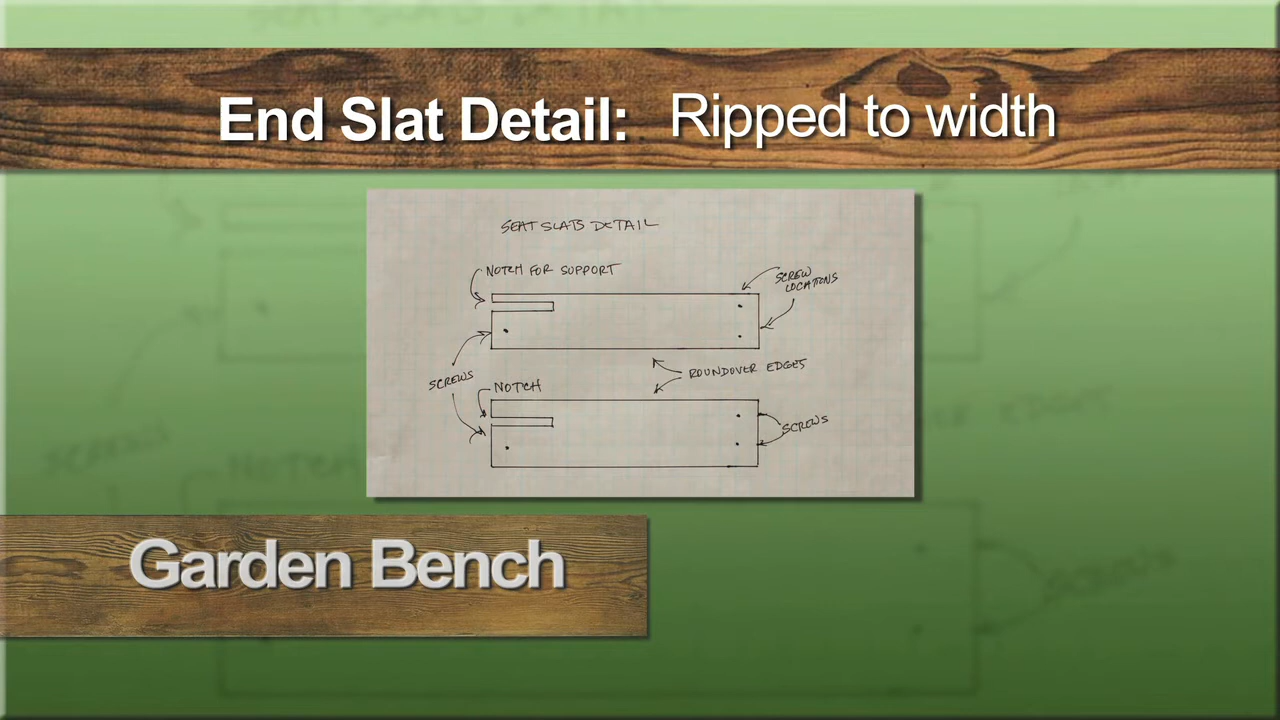 End Slat Detail: Ripped to width
SEAT SLABS DETAIL
NOTCH FOR SUPPORT
SCREW
LOCATIONS
ROUNDOVER EDGES
SCREWS
NOTCH
SCREWS
Garden Bench